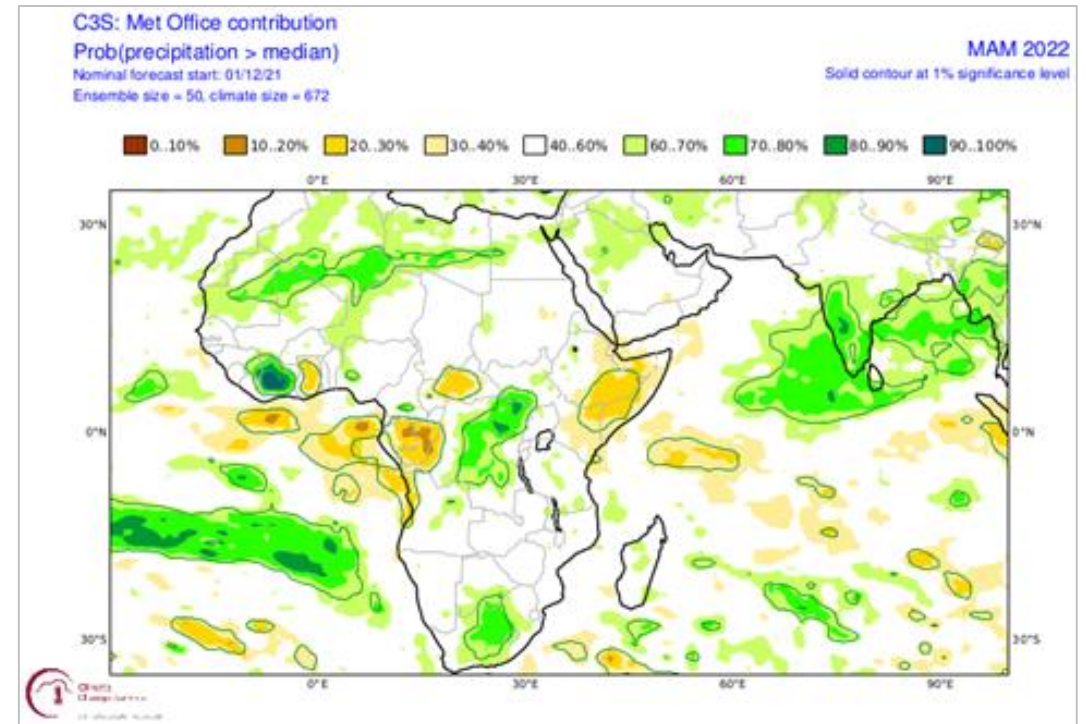 C3S: Met Office contribution
Prob(precipitation > median)
Nominal forecast start: 01/12/21
Ensemble size = 50, climate size = 672
MAM 2022
Solid contour at 1% significance level
0..10% 10..20% 20..30% 30..40% 40..60% 60..70% 70..80% 80..90% 90..100%
0°E 30°E 60°E 90°E
30°N 30°N
0°N 0°N
30°S 30°S
0°E 30°E 60°E 90°E
Climate